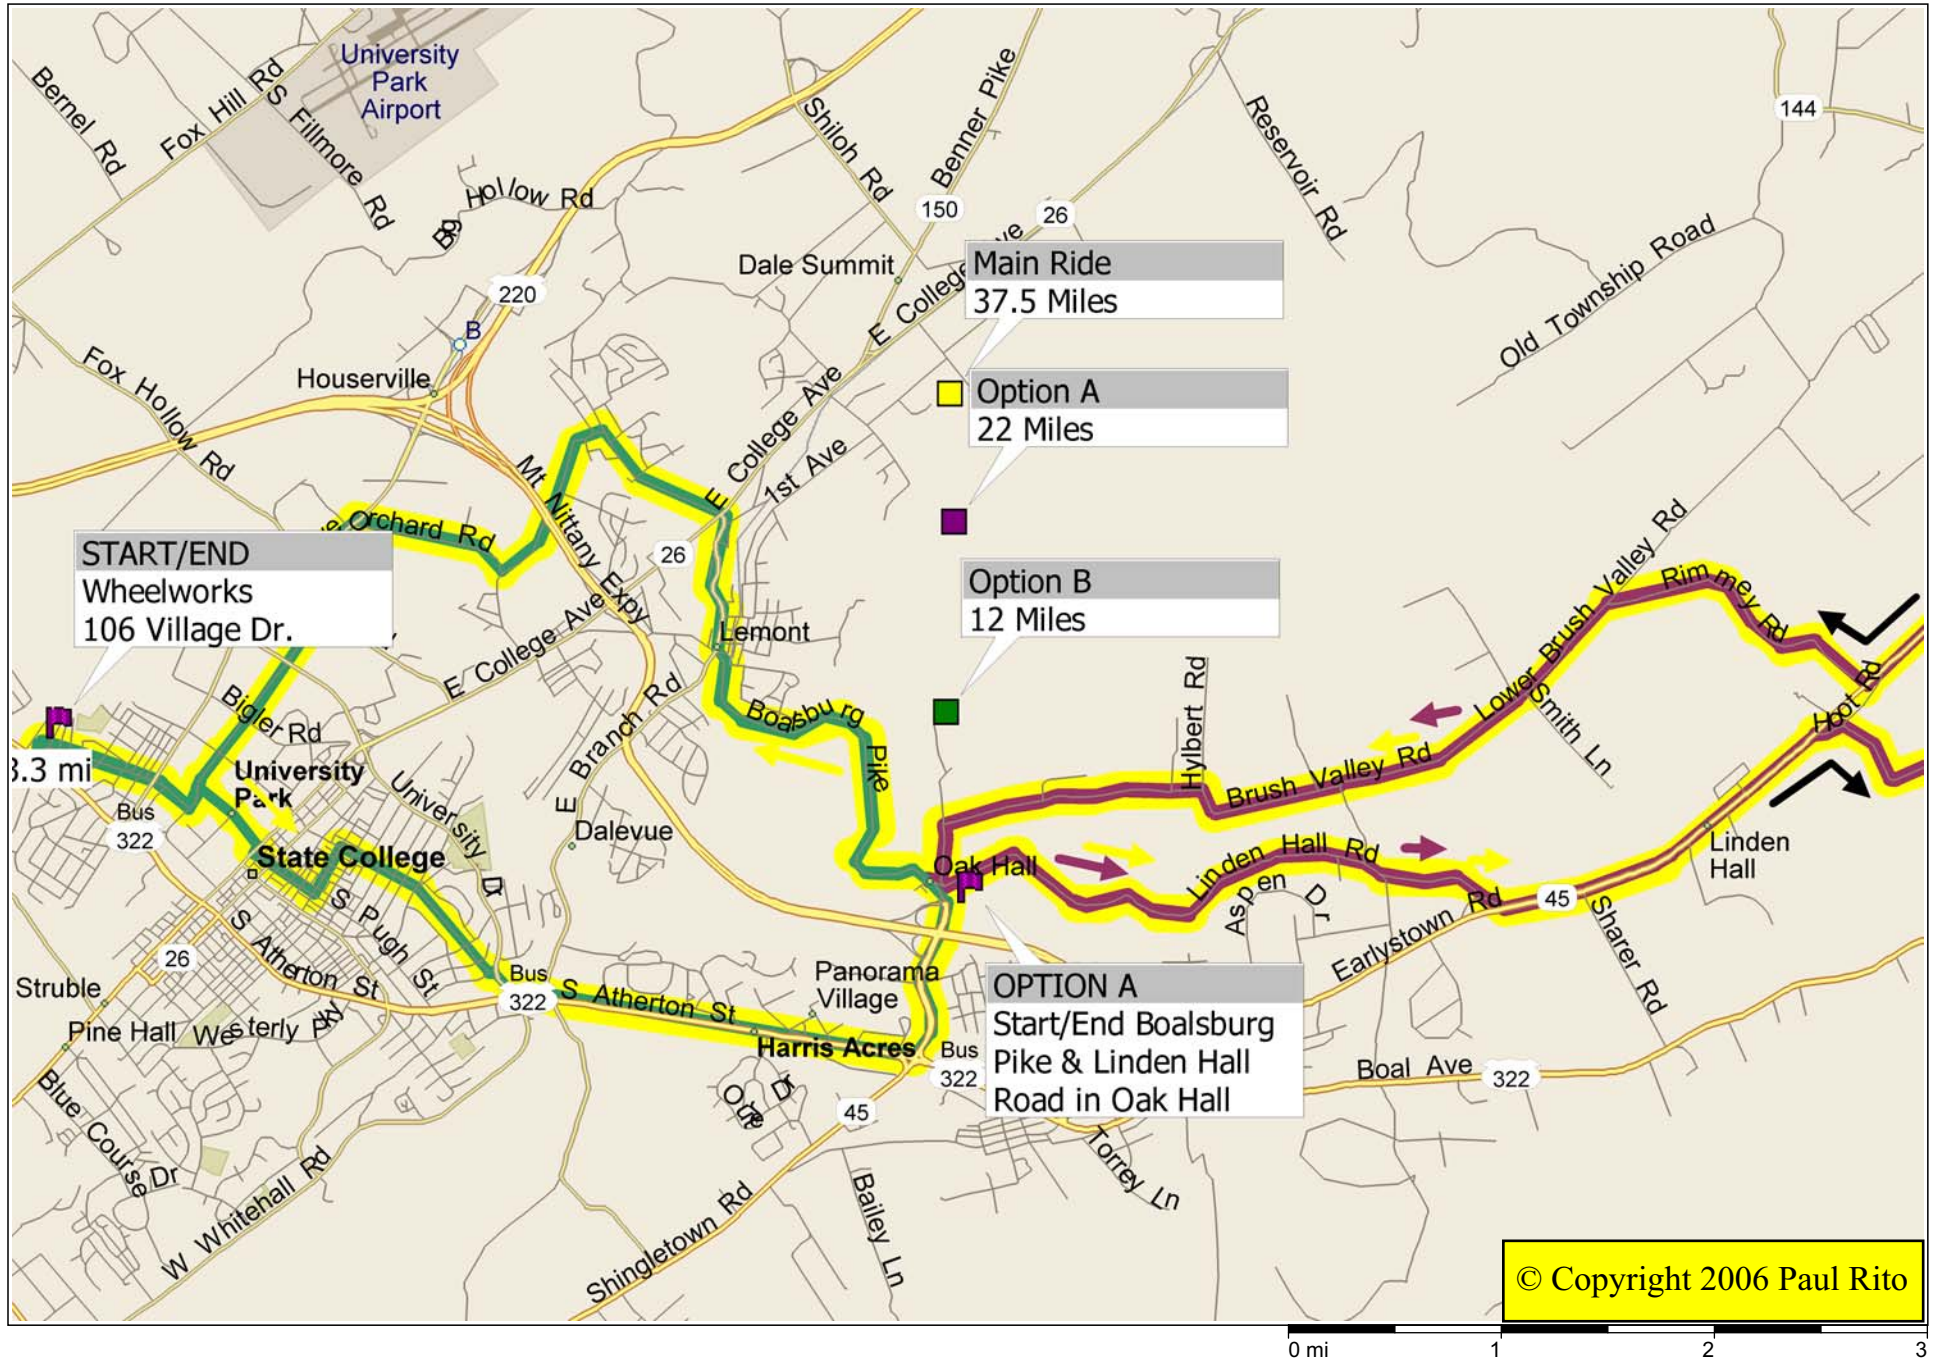 University
Park
Airport
Bernel Rd
Fox Hill Rd
S Fillmore Rd
Big Hollow Rd
220
B
Houserville
Fox Hollow Rd
Shiloh Rd
Benner Pike
150
26
Dale Summit
E College Ave
Reservoir Rd
144
Old Township Road
Main Ride
37.5 Miles
Option A
22 Miles
Option B
12 Miles
E College Ave
1st Ave
Mt Nittany Expy
Orchard Rd
26
START/END
Wheelworks
106 Village Dr.
E College Ave
Lemont
Bigler Rd
3.3 mi
University
Park
Bus
322
University Dr
E Branch Rd
Dalevue
Boalsburg Pike
Hylbert Rd
Brush Valley Rd
Lower Brush Valley Rd
Rimmey Rd
Smith Ln
Hoot Rd
Linden
Hall
State College
S Pugh St
S Atherton St
26
Struble
Pine Hall
Westerly Pky
Blue Course Dr
W Whitehall Rd
Bus
322
S Atherton St
Panorama
Village
Harris Acres
Bus
322
Oak Hall
Linden Hall Rd
Aspen Dr
Earlystown Rd
45
Sharer Rd
OPTION A
Start/End Boalsburg
Pike & Linden Hall
Road in Oak Hall
Boal Ave
322
45
Torrey Ln
Bailey Ln
Shingletown Rd
© Copyright 2006 Paul Rito
0 mi 1 2 3